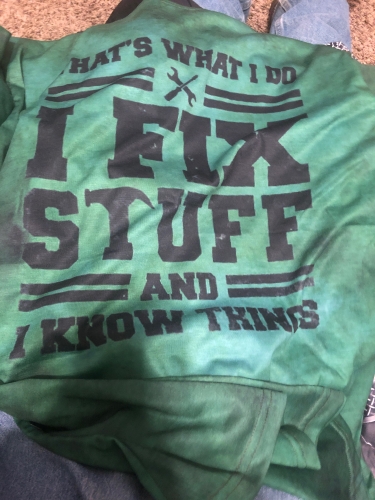 THAT'S WHAT I DO
I FIX
STUFF
AND
I KNOW THINGS